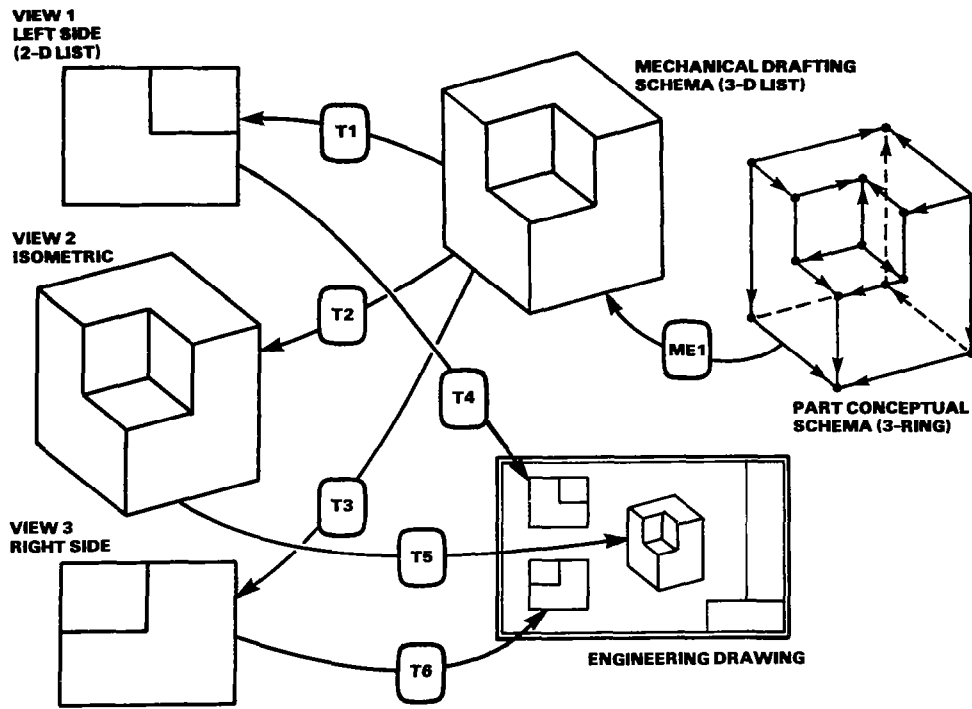 VIEW 1
LEFT SIDE
(2-D LIST)
T1
MECHANICAL DRAFTING
SCHEMA (3-D LIST)
VIEW 2
ISOMETRIC
T2
ME1
T4
PART CONCEPTUAL
SCHEMA (3-RING)
VIEW 3
RIGHT SIDE
T3
T5
T6
ENGINEERING DRAWING